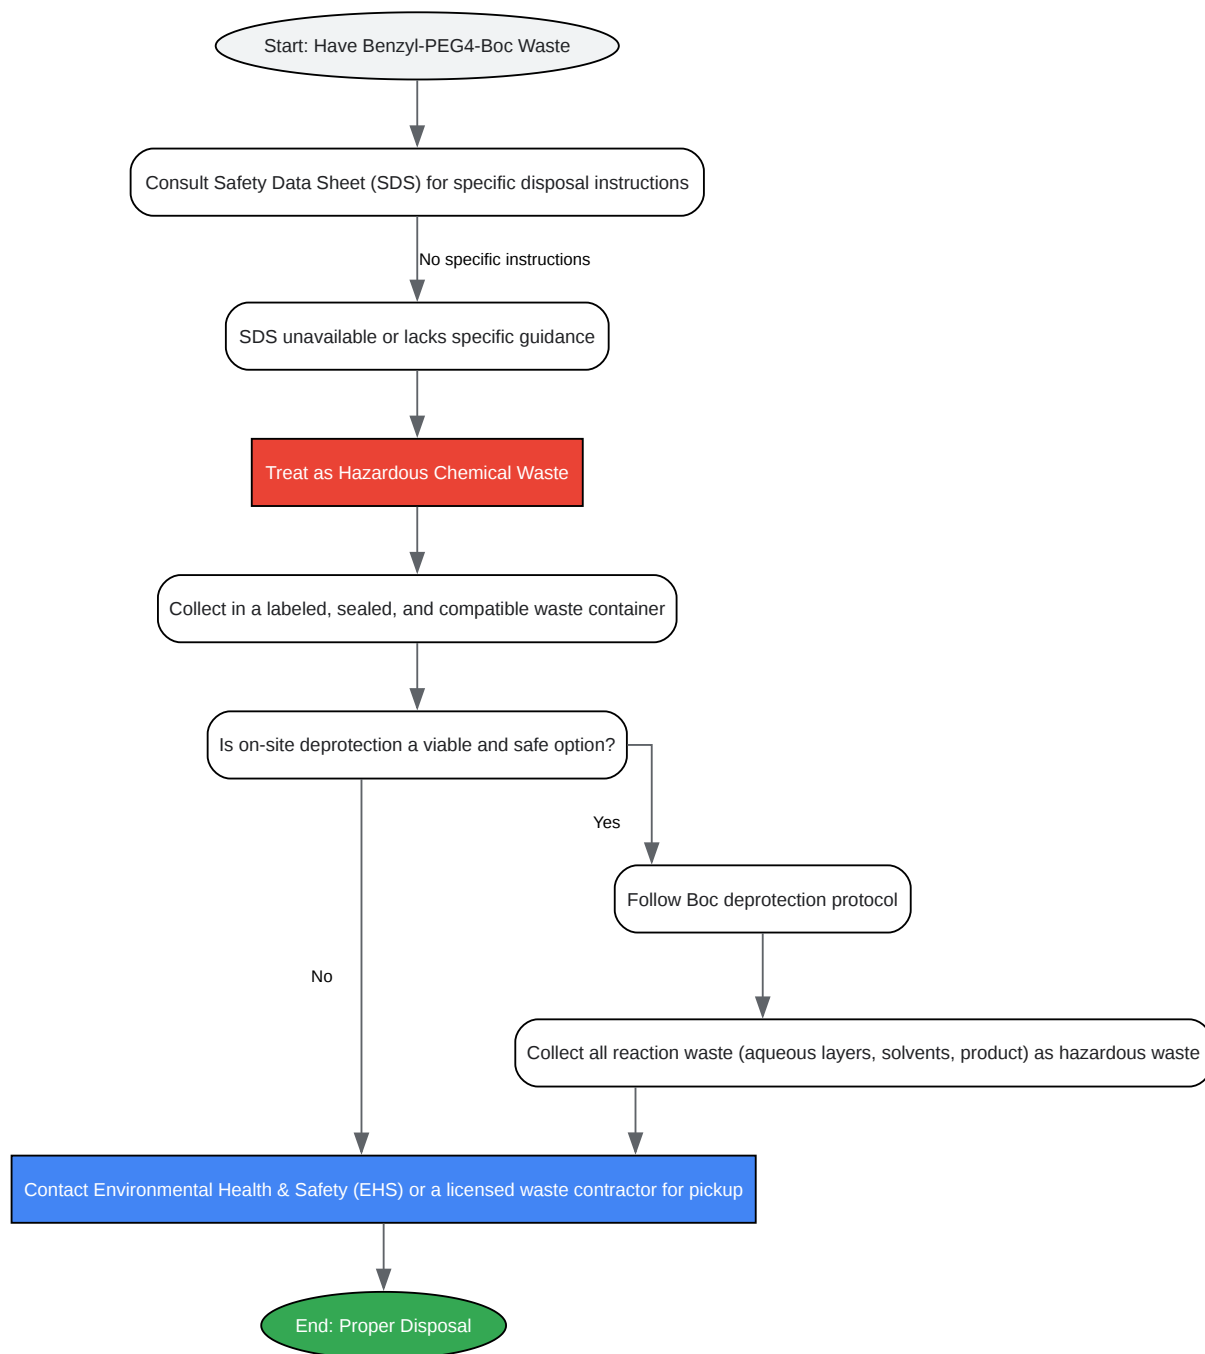 Start: Have Benzyl-PEG4-Boc Waste
Consult Safety Data Sheet (SDS) for specific disposal instructions
No specific instructions
SDS unavailable or lacks specific guidance
Treat as Hazardous Chemical Waste
Collect in a labeled, sealed, and compatible waste container
Is on-site deprotection a viable and safe option?
Yes
Follow Boc deprotection protocol
No
Collect all reaction waste (aqueous layers, solvents, product) as hazardous waste
Contact Environmental Health & Safety (EHS) or a licensed waste contractor for pickup
End: Proper Disposal